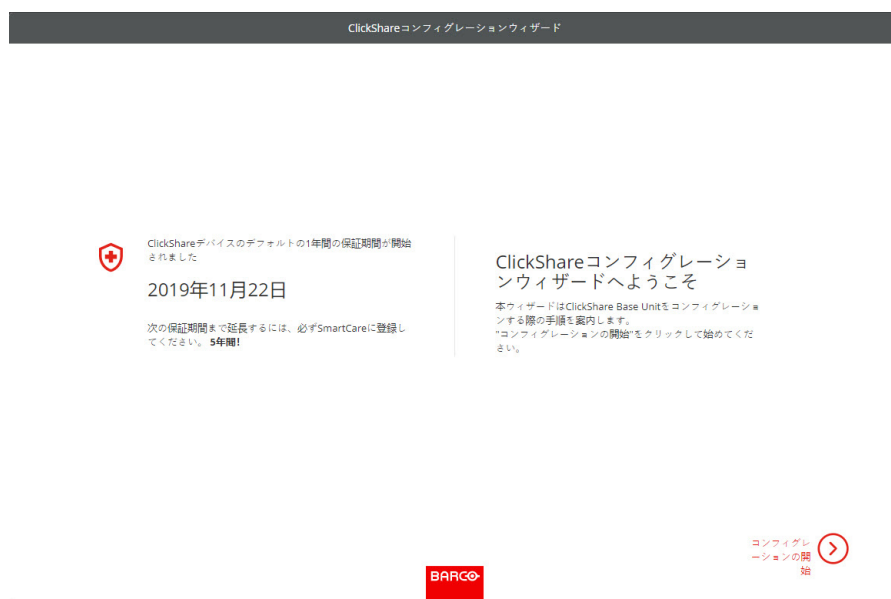 ClickShareコンフィグレーションウィザード
ClickShareデバイスのデフォルトの1年間の保証期間が開始
されました
2019年11月22日
次の保証期間まで延長するには、必ずSmartCareに登録し
てください。 5年間!
ClickShareコンフィグレーショ
ンウィザードへようこそ
本ウィザードはClickShare Base Unitをコンフィグレーショ
ンする際の手順を案内します。
"コンフィグレーションの開始"をクリックして始めてくだ
さい。
コンフィグレ
ーションの開
始
BARCO